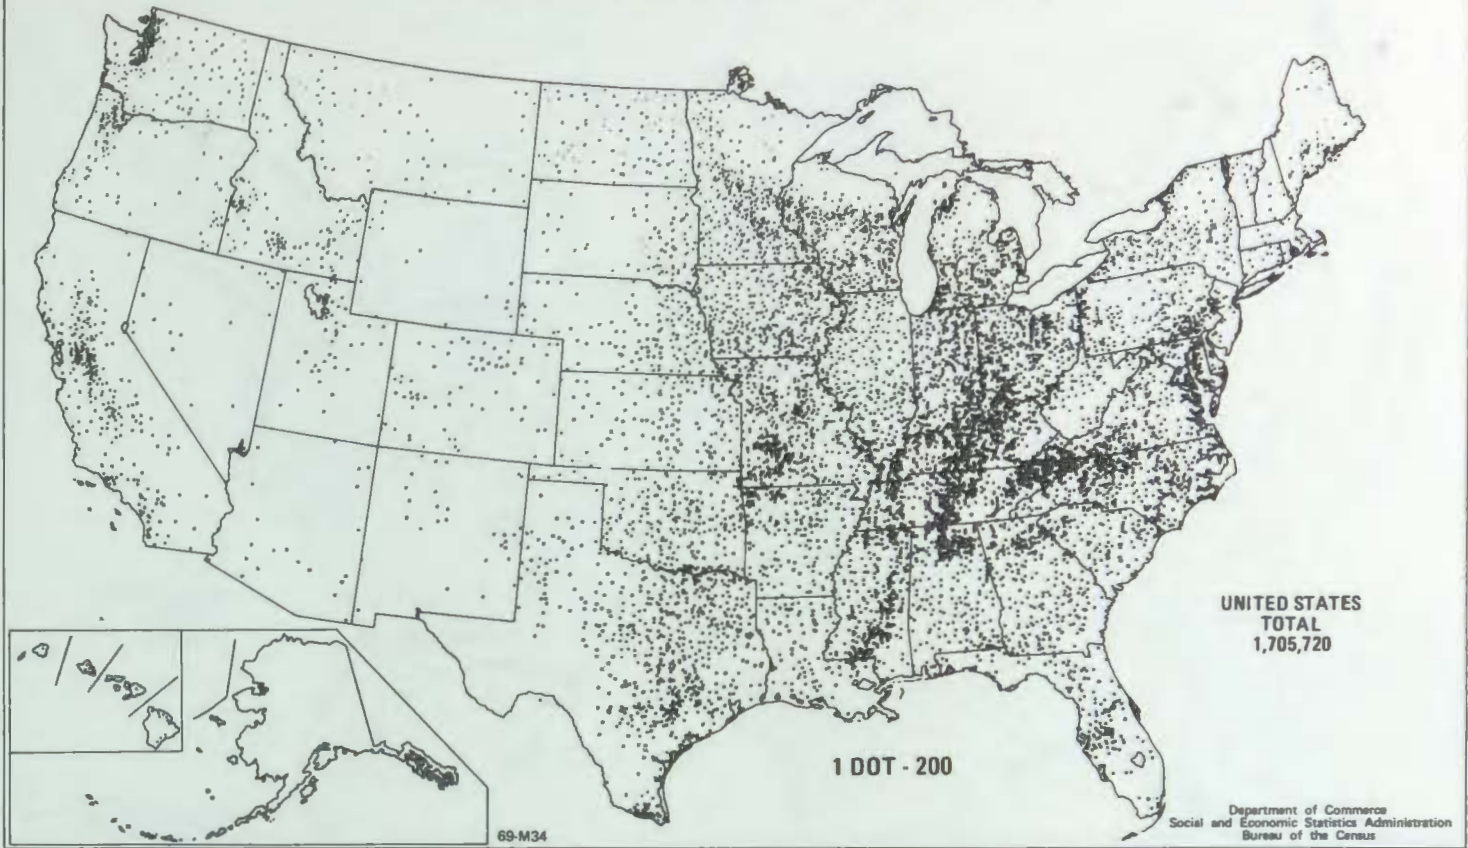 UNITED STATES
TOTAL
1,705,720
1 DOT - 200
69-M34
Department of Commerce
Social and Economic Statistics Administration
Bureau of the Census